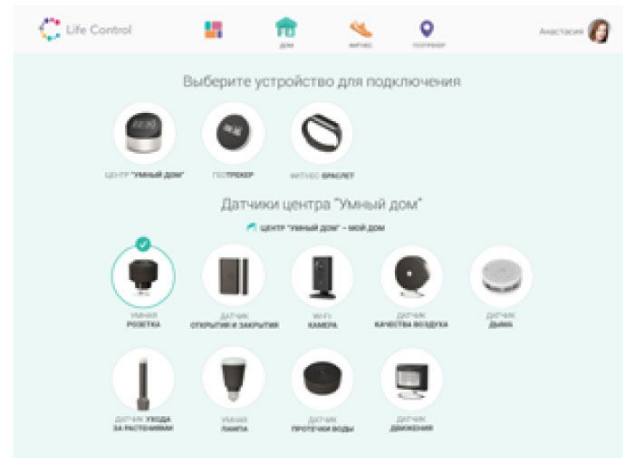 Life Control
ДОМ
ФИТНЕС
ГЕОТРЕКЕР
Анастасия
Выберите устройство для подключения
ЦЕНТР "УМНЫЙ ДОМ"
ГЕОТРЕКЕР
ФИТНЕС-БРАСЛЕТ
Датчики центра "Умный дом"
ЦЕНТР "УМНЫЙ ДОМ" – МОЙ ДОМ
УМНАЯ
РОЗЕТКА
ДАТЧИК
ОТКРЫТИЯ И ЗАКРЫТИЯ
WI-FI-
КАМЕРА
ДАТЧИК
КАЧЕСТВА ВОЗДУХА
ДАТЧИК
ДЫМА
ДАТЧИК УХОДА
ЗА РАСТЕНИЯМИ
УМНАЯ
ЛАМПА
ДАТЧИК
ПРОТЕЧКИ ВОДЫ
ДАТЧИК
ДВИЖЕНИЯ